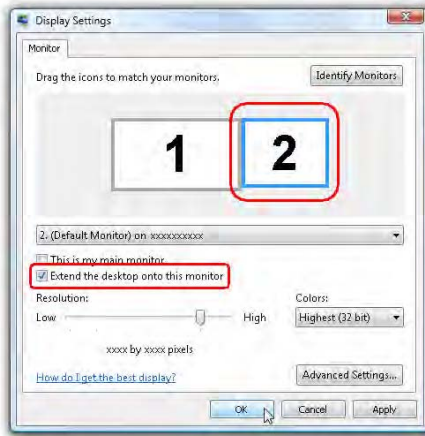 Display Settings
Monitor
Drag the icons to match your monitors.
Identify Monitors
1
2
2. (Default Monitor) on xxxxxxxxxx
This is my main monitor
Extend the desktop onto this monitor
Resolution:
Colors:
Low
High
Highest (32 bit)
xxxx by xxxx pixels
How do I get the best display?
Advanced Settings...
OK
Cancel
Apply